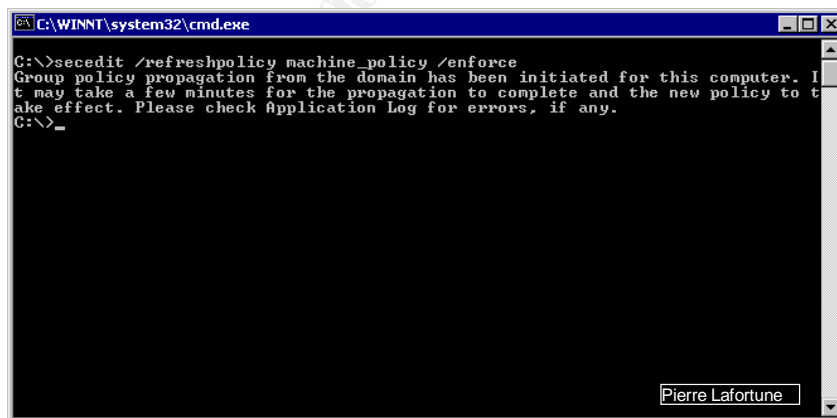 C:\WINNT\system32\cmd.exe
C:\>secedit /refreshpolicy machine_policy /enforce
Group policy propagation from the domain has been initiated for this computer. I
t may take a few minutes for the propagation to complete and the new policy to t
ake effect. Please check Application Log for errors, if any.
C:\>_
Pierre Lafortune